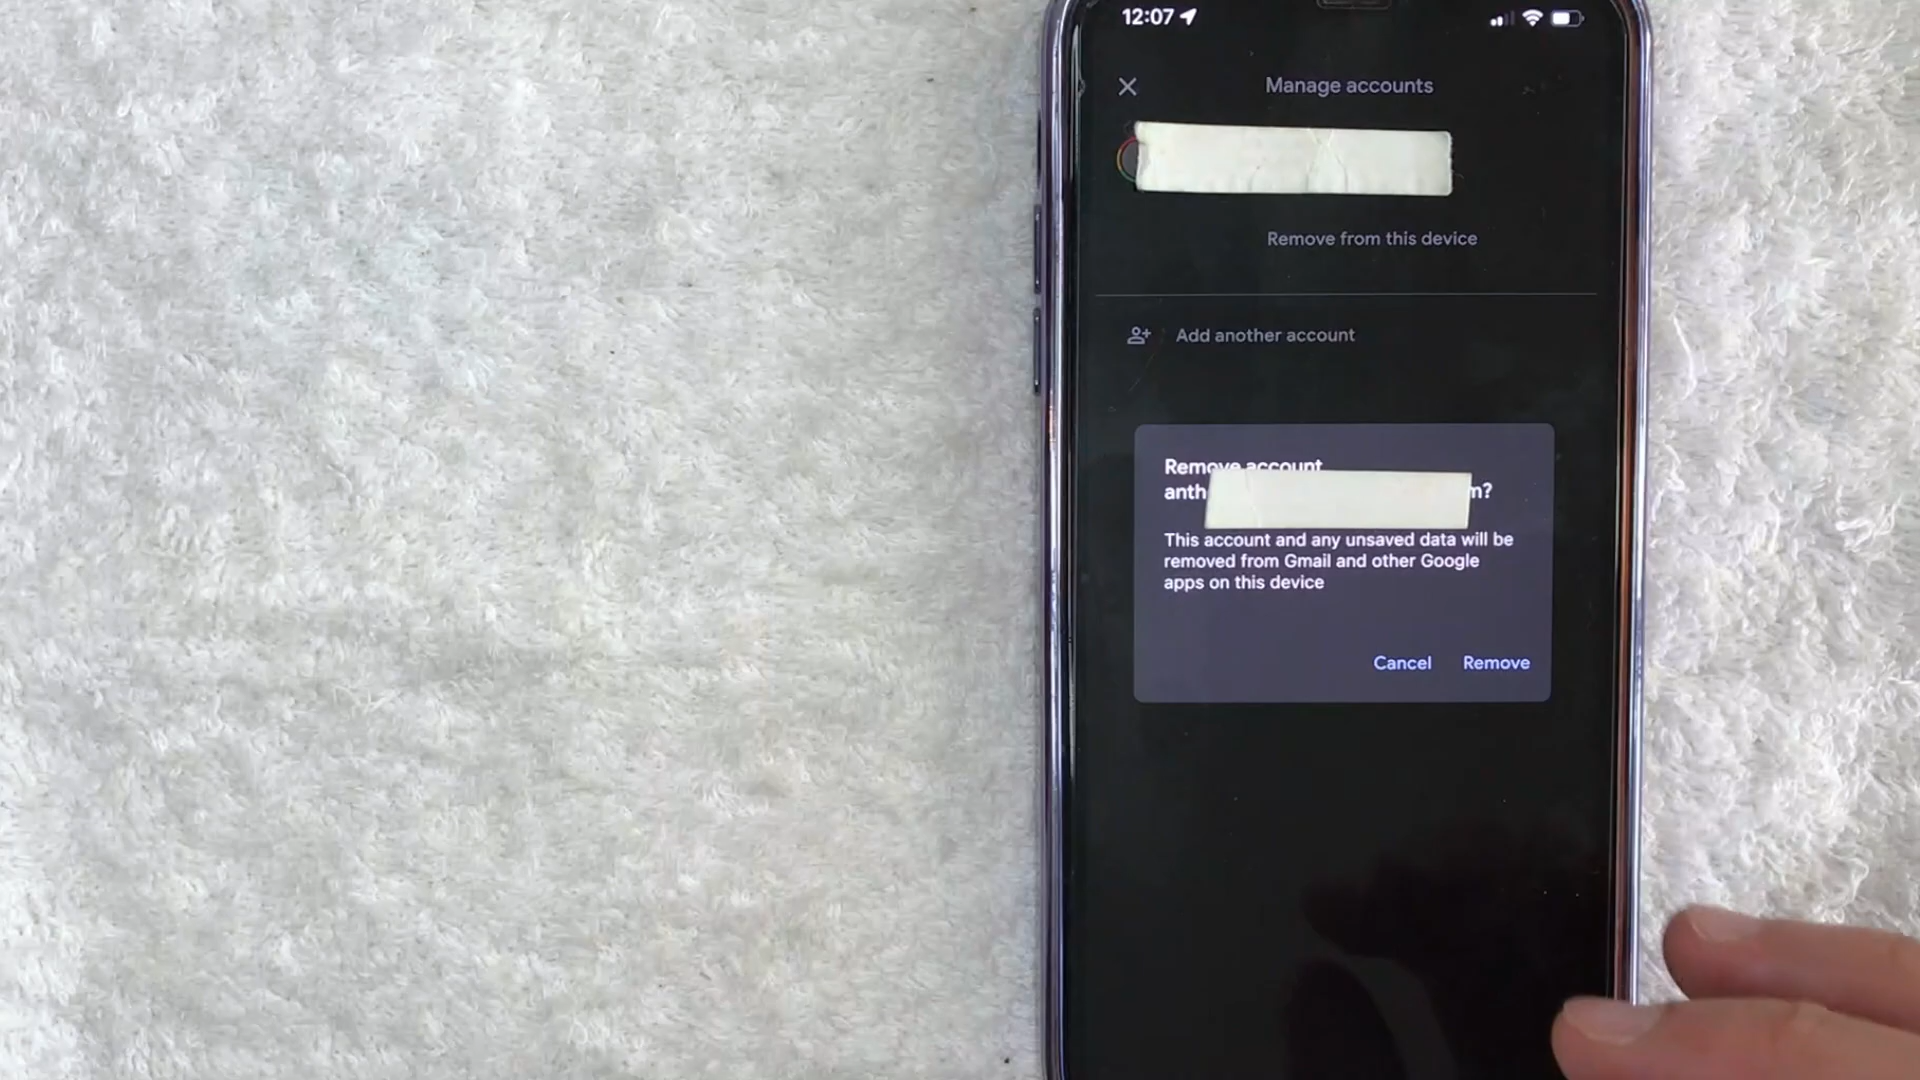 12:07
Manage accounts
Remove from this device
Add another account
Remove account
anth m?
This account and any unsaved data will be
removed from Gmail and other Google
apps on this device
Cancel Remove